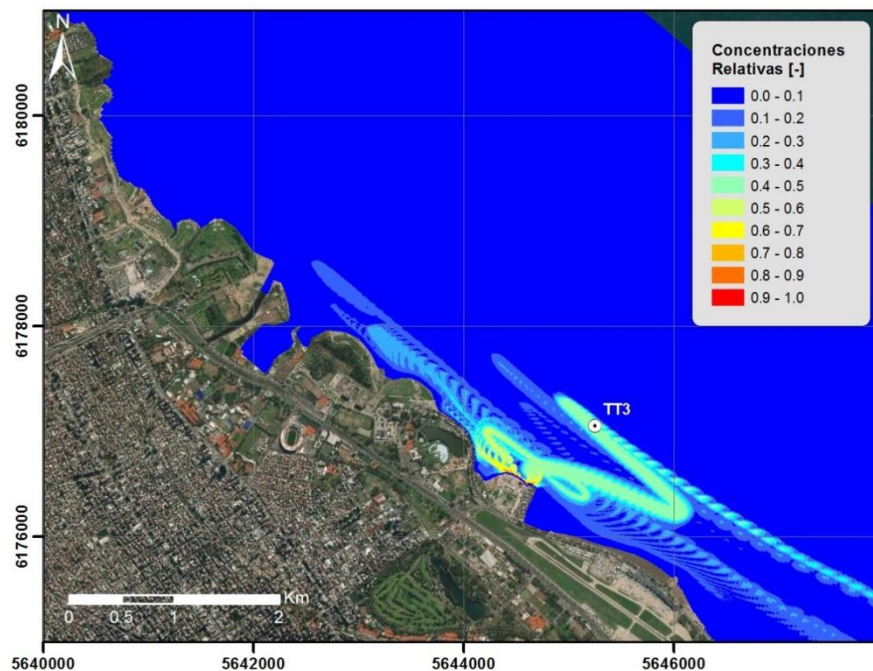 N
Concentraciones
Relativas [-]
0.0 - 0.1
0.1 - 0.2
0.2 - 0.3
0.3 - 0.4
0.4 - 0.5
0.5 - 0.6
0.6 - 0.7
0.7 - 0.8
0.8 - 0.9
0.9 - 1.0
6180000
6178000
TT3
6176000
Km
0 0.5 1 2
5640000 5642000 5644000 5646000